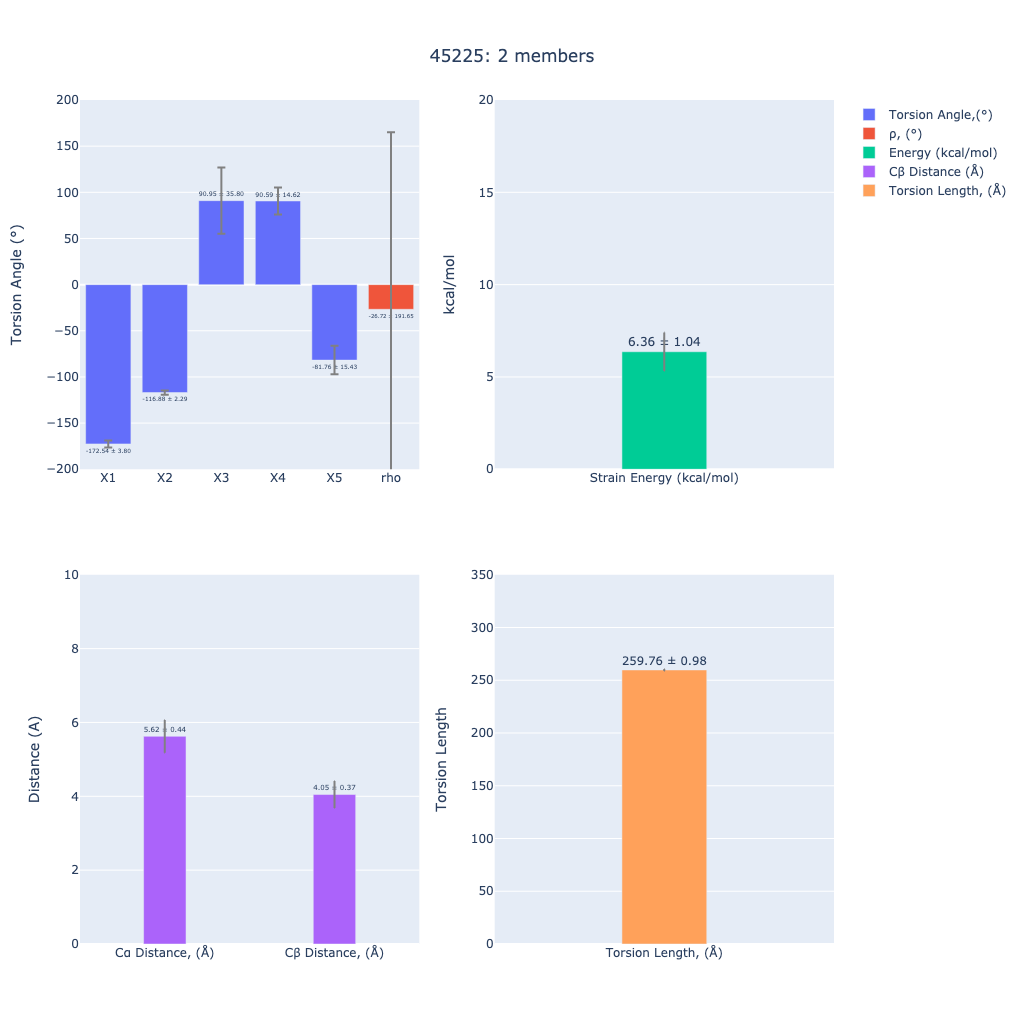 45225: 2 members
Torsion Angle (°)
200
150
100
50
0
−50
−100
−150
−200
-172.54 ± 3.80
-116.88 ± 2.29
90.95 ± 35.80
90.59 ± 14.62
-81.76 ± 15.43
-26.72 ± 191.65
X1 X2 X3 X4 X5 rho
kcal/mol
20
15
10
5
0
6.36 ± 1.04
Strain Energy (kcal/mol)
Torsion Angle,(°)
ρ, (°)
Energy (kcal/mol)
Cβ Distance (Å)
Torsion Length, (Å)
Distance (A)
10
8
6
4
2
0
5.62 ± 0.44
4.05 ± 0.37
Cα Distance, (Å) Cβ Distance, (Å)
Torsion Length
350
300
250
200
150
100
50
0
259.76 ± 0.98
Torsion Length, (Å)